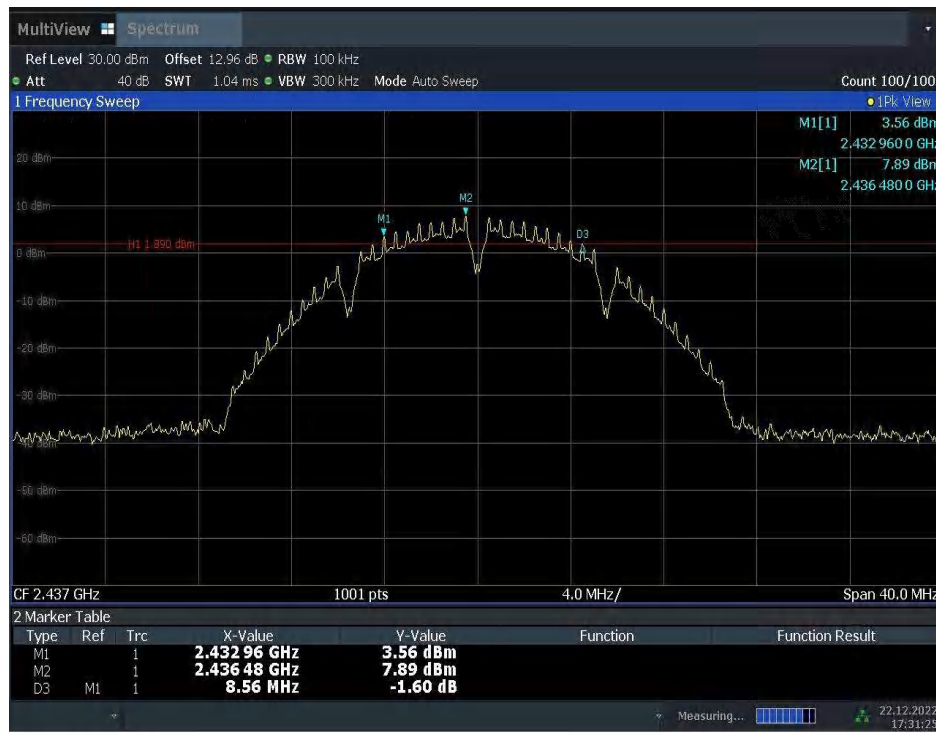 MultiView Spectrum
Ref Level 30.00 dBm Offset 12.96 dB RBW 100 kHz
Att 40 dB SWT 1.04 ms VBW 300 kHz Mode Auto Sweep Count 100/100
1 Frequency Sweep 1Pk View
M1[1] 3.56 dBm
2.432 960 0 GHz
M2[1] 7.89 dBm
2.436 480 0 GHz
20 dBm
10 dBm
M2
M1
D3
H1 1.890 dBm
0 dBm
-10 dBm
-20 dBm
-30 dBm
-40 dBm
-50 dBm
-60 dBm
CF 2.437 GHz 1001 pts 4.0 MHz/ Span 40.0 MHz
2 Marker Table
Type Ref Trc X-Value Y-Value Function Function Result
M1 1 2.432 96 GHz 3.56 dBm
M2 1 2.436 48 GHz 7.89 dBm
D3 M1 1 8.56 MHz -1.60 dB
Measuring... 22.12.2022
17:31:25